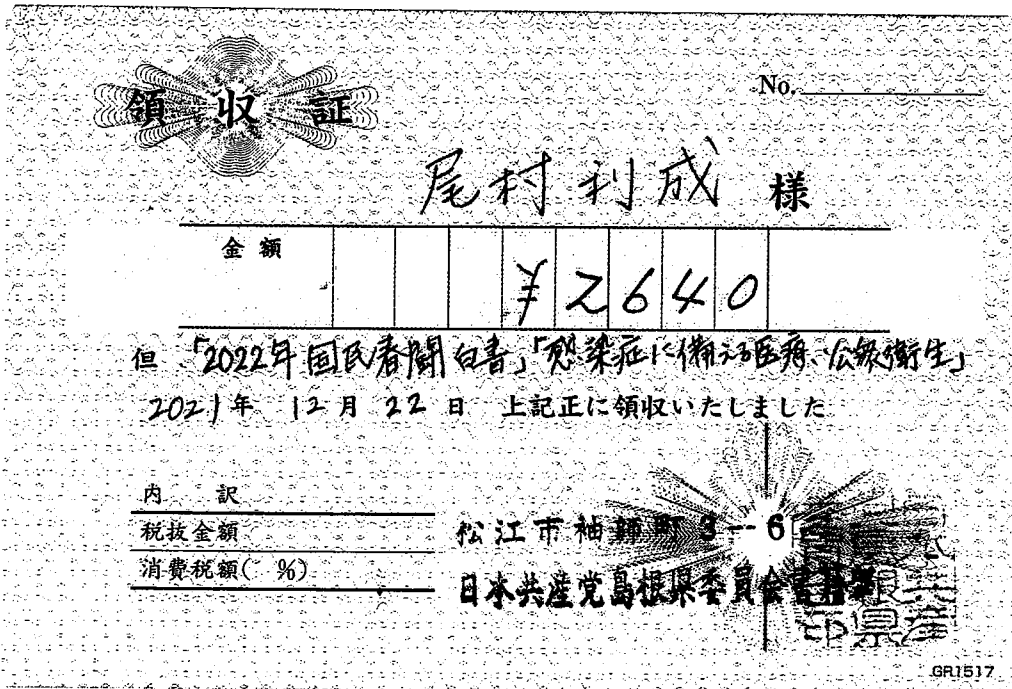 領収証
No.
尾村利成 様
金額 ¥2640
但 「2022年国民春闘白書」「感染症に備える医療、公衆衛生」
2021年 12月 22日 上記正に領収いたしました
内 訳
税抜金額
消費税額( %)
松江市袖師町3-6
日本共産党島根県委員会書籍部
GR1517